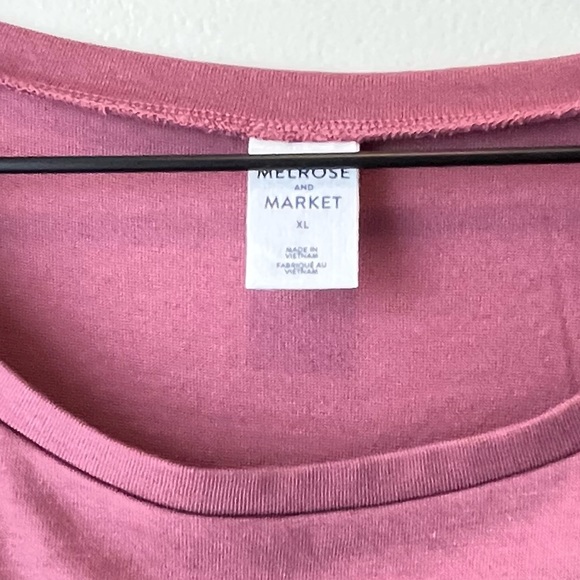 MELROSE
AND
MARKET
XL
MADE IN
VIETNAM
FABRIQUÉ AU
VIETNAM